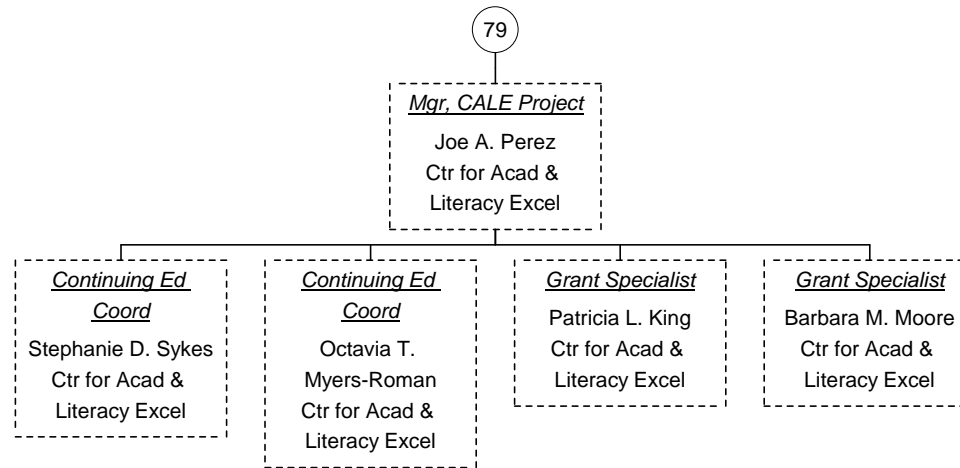 79
Mgr, CALE Project
Joe A. Perez
Ctr for Acad &
Literacy Excel
Continuing Ed
Coord
Stephanie D. Sykes
Ctr for Acad &
Literacy Excel
Continuing Ed
Coord
Octavia T.
Myers-Roman
Ctr for Acad &
Literacy Excel
Grant Specialist
Patricia L. King
Ctr for Acad &
Literacy Excel
Grant Specialist
Barbara M. Moore
Ctr for Acad &
Literacy Excel